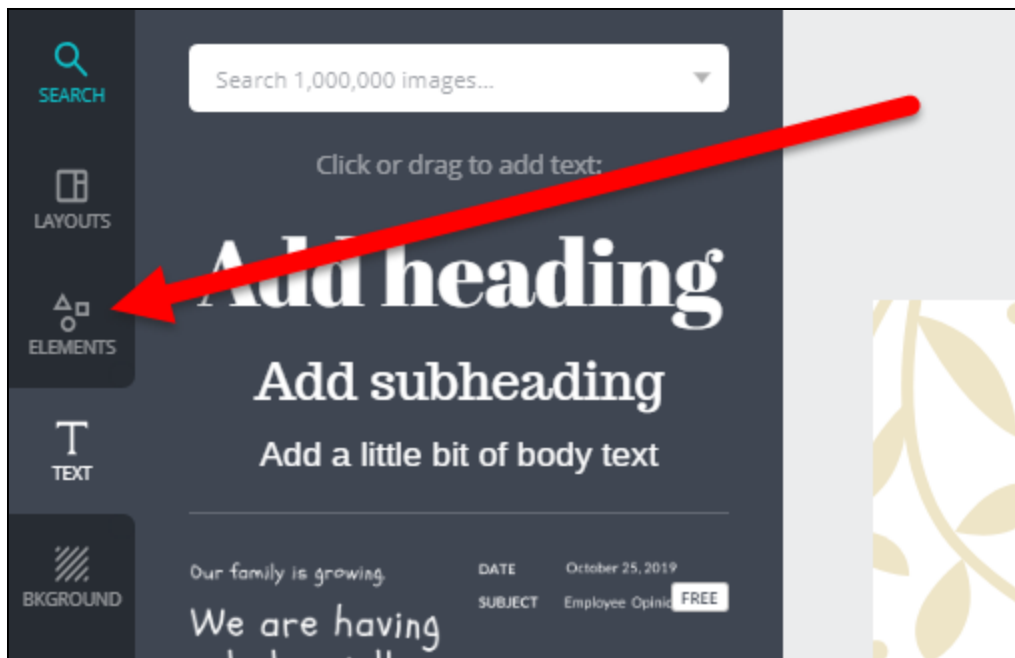 SEARCH
Search 1,000,000 images...
Click or drag to add text:
LAYOUTS
Add heading
ELEMENTS
Add subheading
TEXT
Add a little bit of body text
BKGROUND
Our family is growing.
DATE October 25, 2019
SUBJECT Employee FREE
We are having